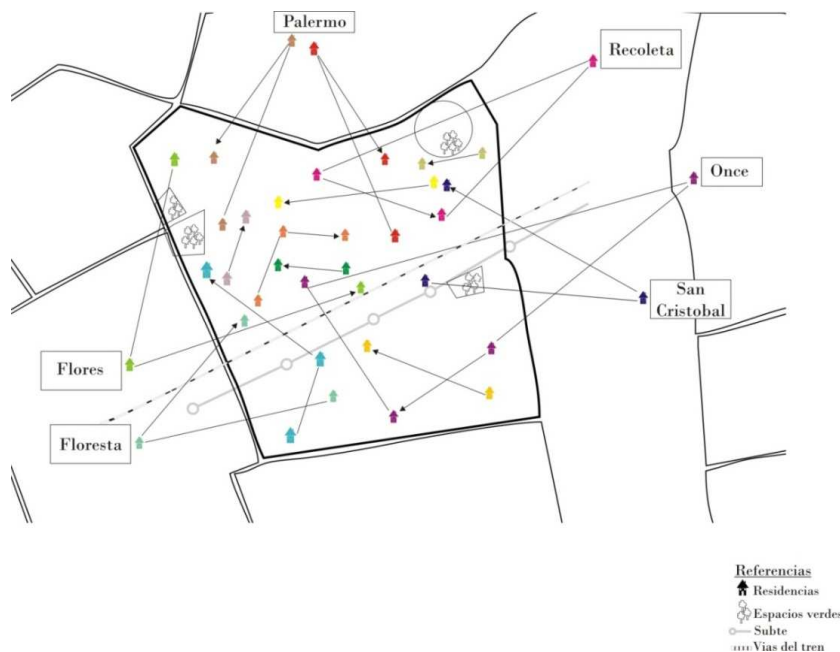 Palermo
Recoleta
Once
San
Cristobal
Flores
Floresta
Referencias
Residencias
Espacios verdes
Subte
Vias del tren